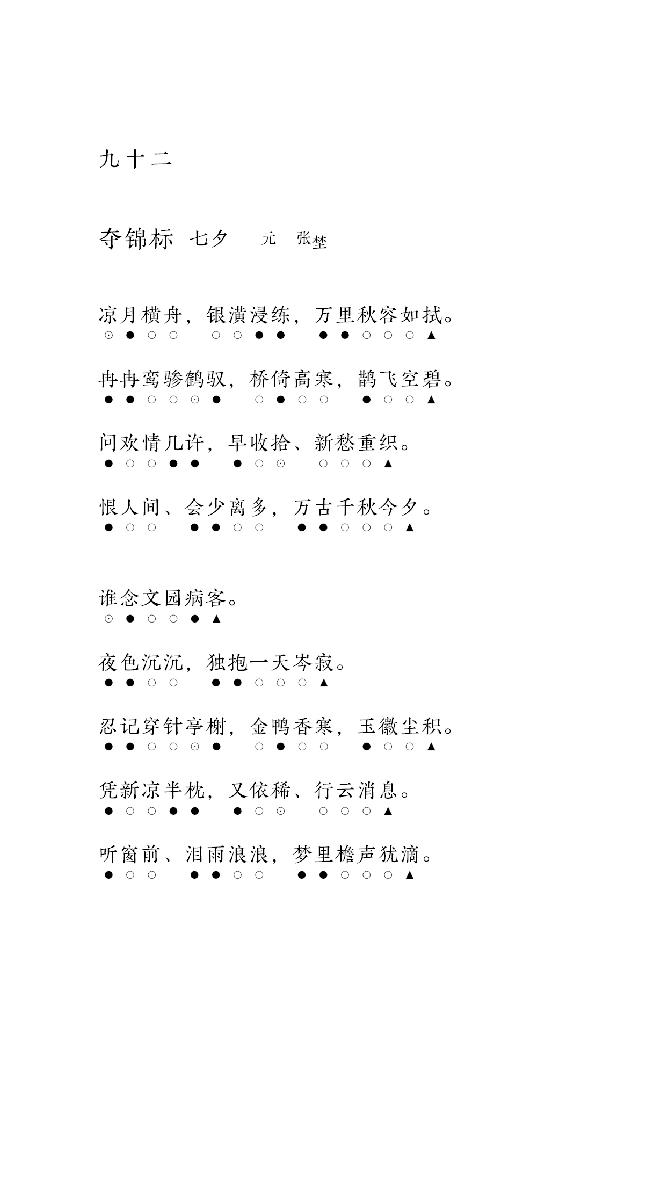 九十二
夺锦标 七夕 元 张埜
凉月横舟，银潢浸练，万里秋容如拭。
⊙●○○ ○○●● ●●○○○▲
冉冉鸾骖鹤驭，桥倚高寒，鹊飞空碧。
●●○○⊙● ○●○○ ●○○▲
问欢情几许，早收拾、新愁重织。
●○○●● ●○⊙ ○○○▲
恨人间、会少离多，万古千秋今夕。
●○○ ●●○○ ●●○○○▲
谁念文园病客。
⊙●○○●▲
夜色沉沉，独抱一天岑寂。
●●○○ ●●○○○▲
忍记穿针亭榭，金鸭香寒，玉徽尘积。
●●○○⊙● ○●○○ ●○○▲
凭新凉半枕，又依稀、行云消息。
●○○●● ●○⊙ ○○○▲
听窗前、泪雨浪浪，梦里檐声犹滴。
●○○ ●●○○ ●●○○○▲